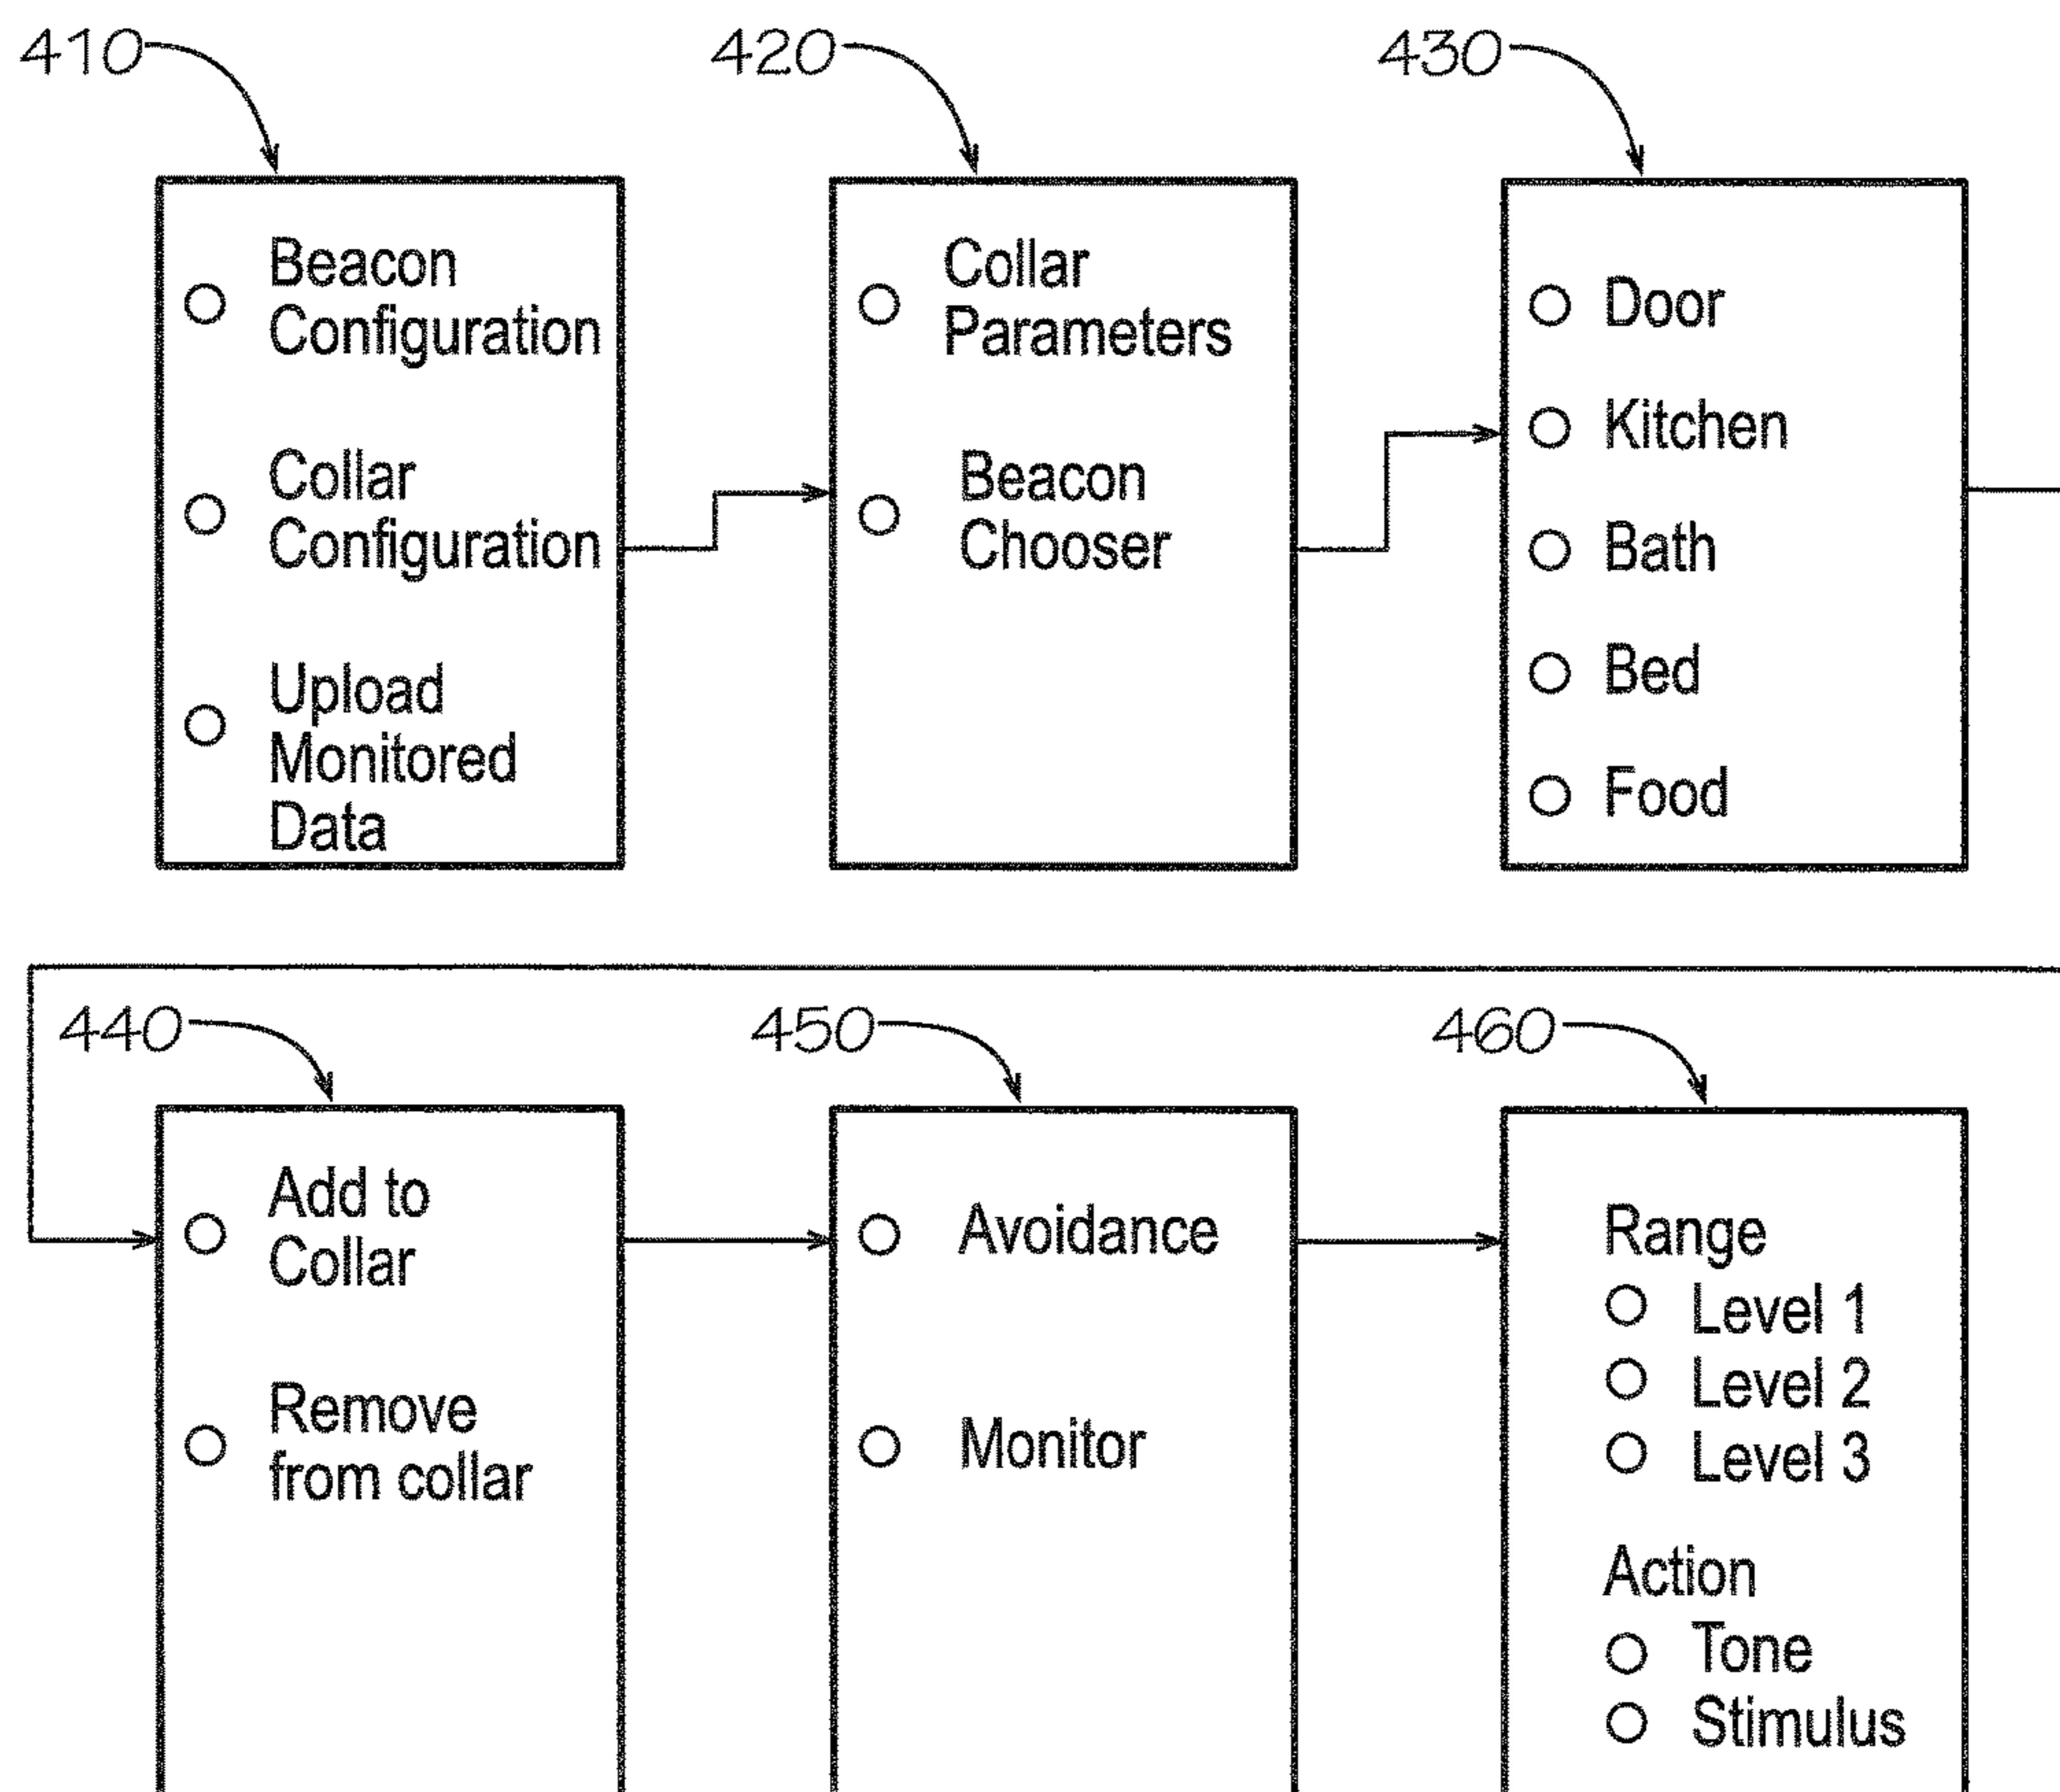 410
420
430
Beacon
Configuration
Collar
Configuration
Upload
Monitored
Data
Collar
Parameters
Beacon
Chooser
Door
Kitchen
Bath
Bed
Food
440
450
460
Add to
Collar
Remove
from collar
Avoidance
Monitor
Range
Level 1
Level 2
Level 3
Action
Tone
Stimulus